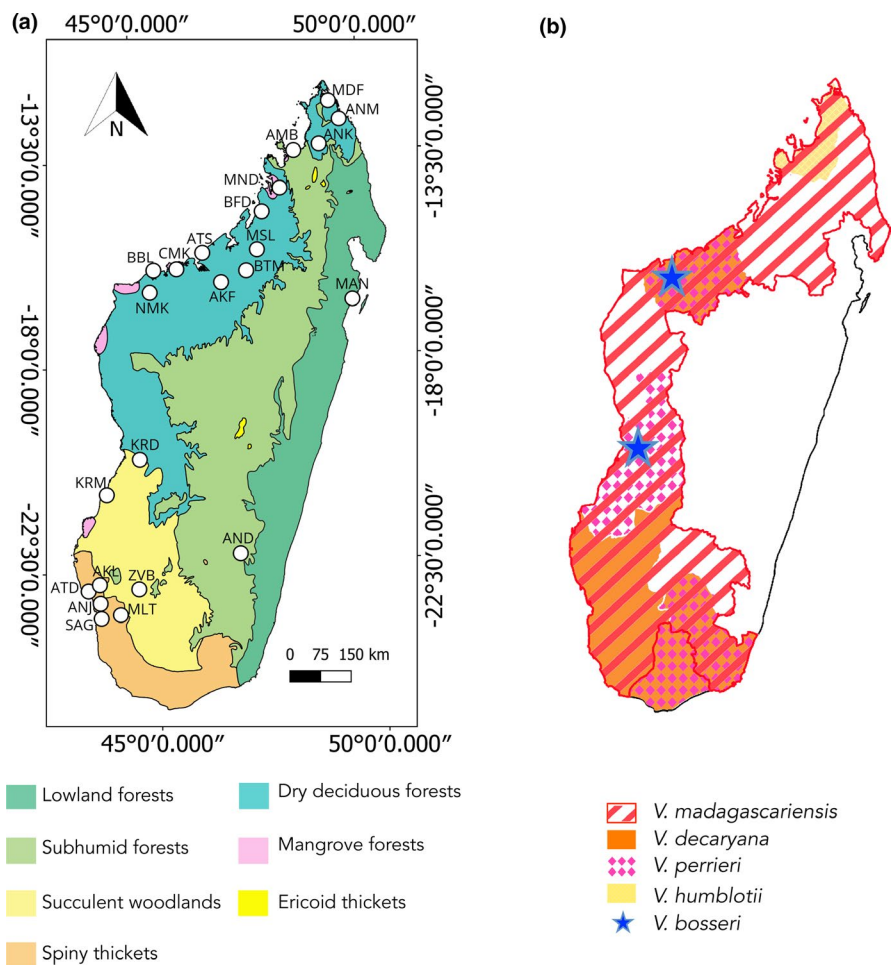 (a)
45°0′0.000″ 50°0′0.000″
(b)
N
MDF
ANM
AMB
ANK
-13°30′0.000″
-13°30′0.000″
MND
BFD
ATS
MSL
BBL
CMK
BTM
MAN
NMK
AKF
-18°0′0.000″
-18°0′0.000″
KRD
KRM
AND
-22°30′0.000″
-22°30′0.000″
AKL
ZVB
ATD
ANJ
MLT
SAG
0 75 150 km
45°0′0.000″ 50°0′0.000″
Lowland forests
Dry deciduous forests
Subhumid forests
Mangrove forests
Succulent woodlands
Ericoid thickets
Spiny thickets
V. madagascariensis
V. decaryana
V. perrieri
V. humblotii
V. bosseri